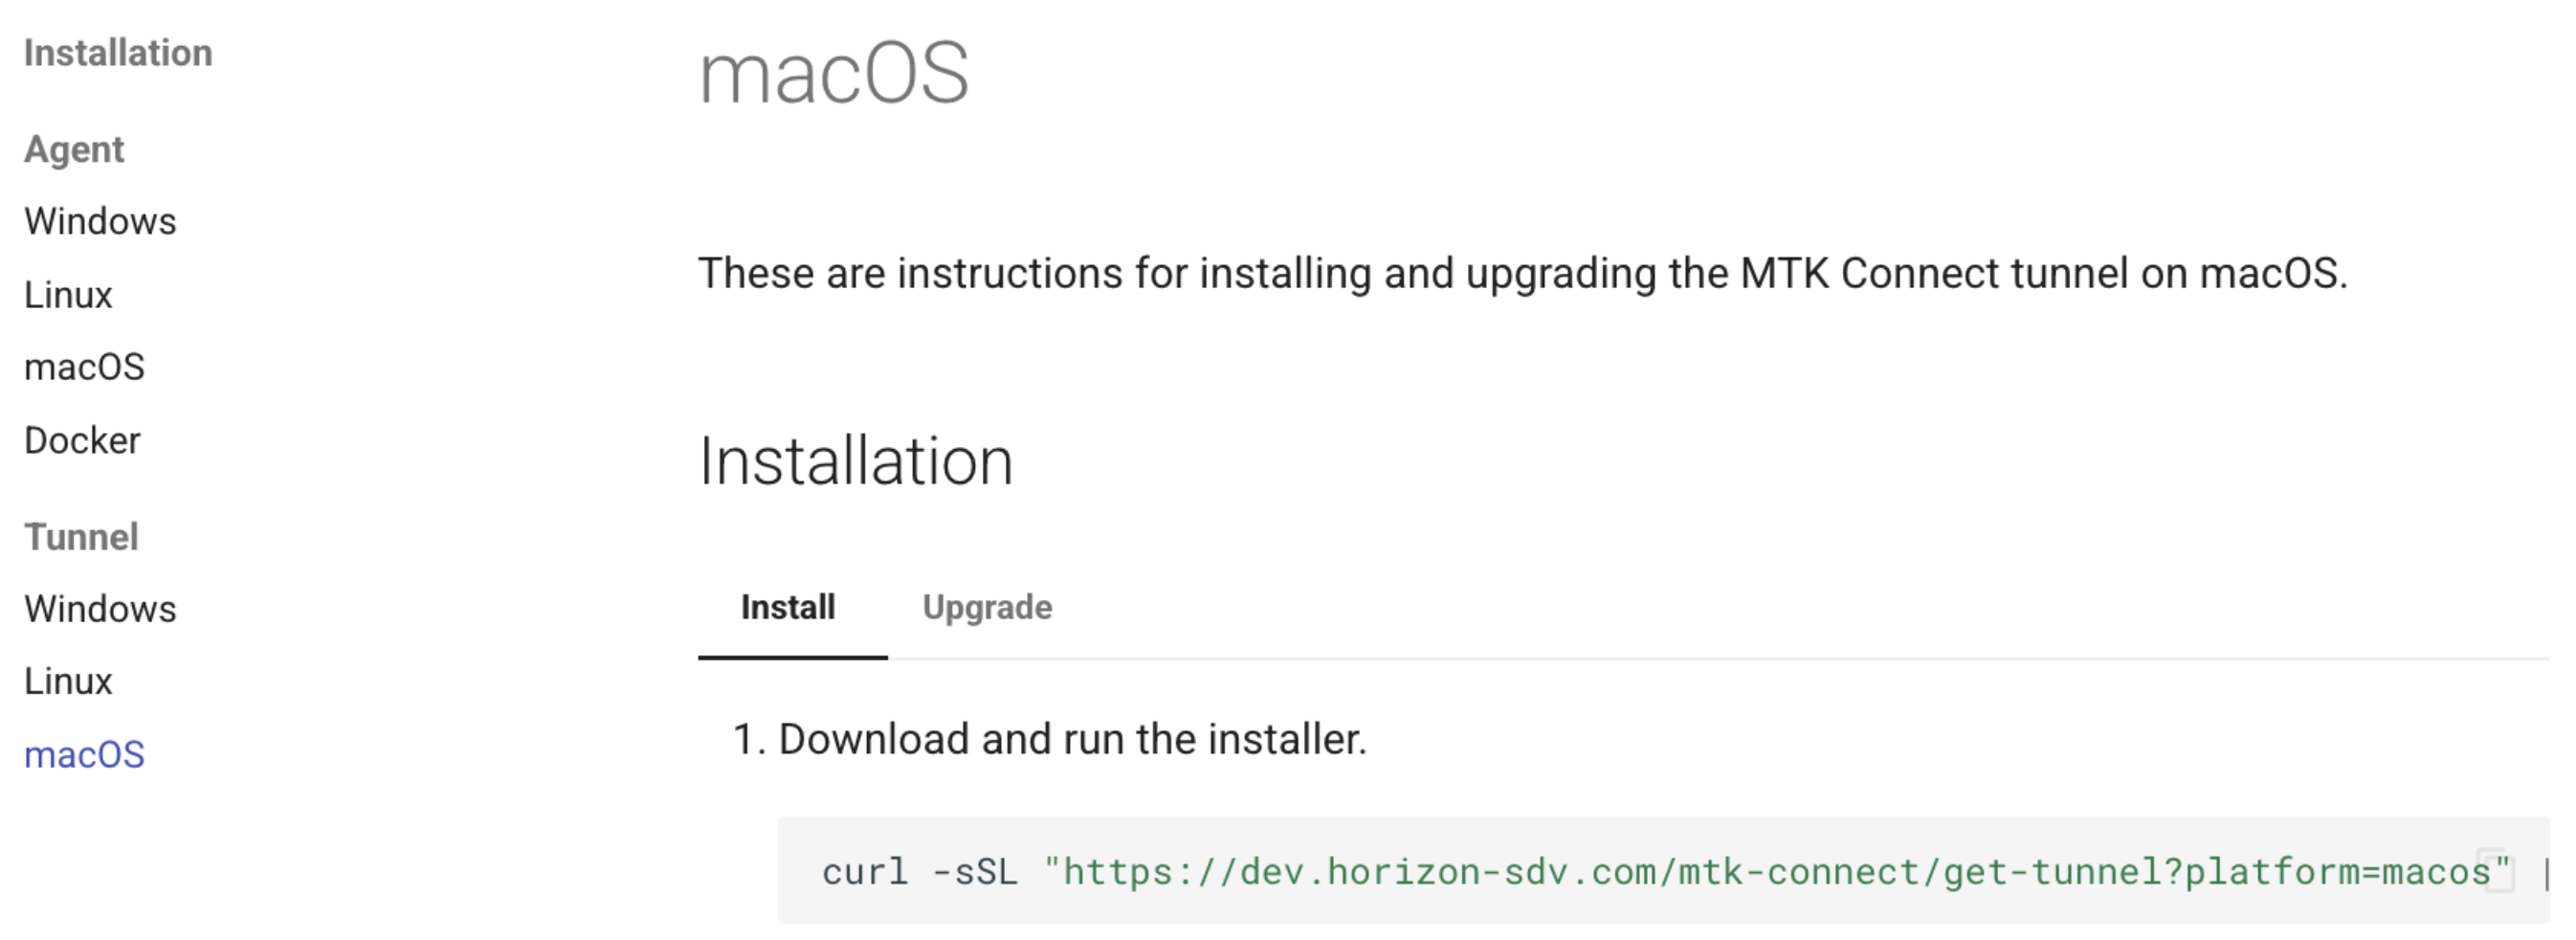 Installation
Agent
Windows
Linux
macOS
Docker
Tunnel
Windows
Linux
macOS
macOS
These are instructions for installing and upgrading the MTK Connect tunnel on macOS.
Installation
Install Upgrade
1. Download and run the installer.
curl -sSL "https://dev.horizon-sdv.com/mtk-connect/get-tunnel?platform=macos" |